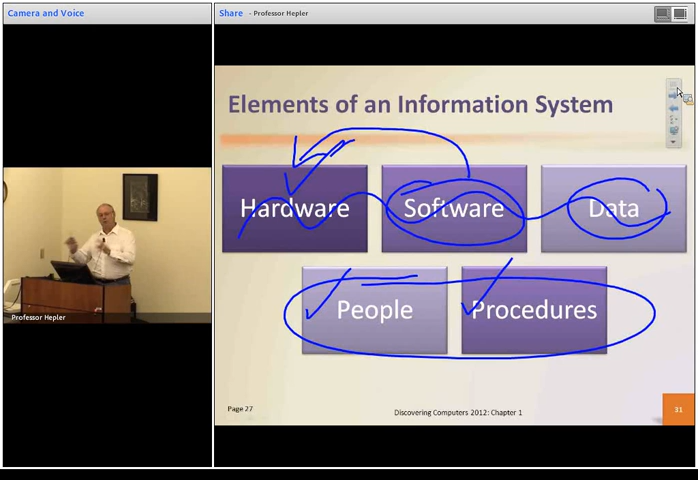 Camera and Voice
Share - Professor Hepler
Elements of an Information System
Hardware
Software
Data
People
Procedures
Professor Hepler
Page 27
Discovering Computers 2012: Chapter 1
31